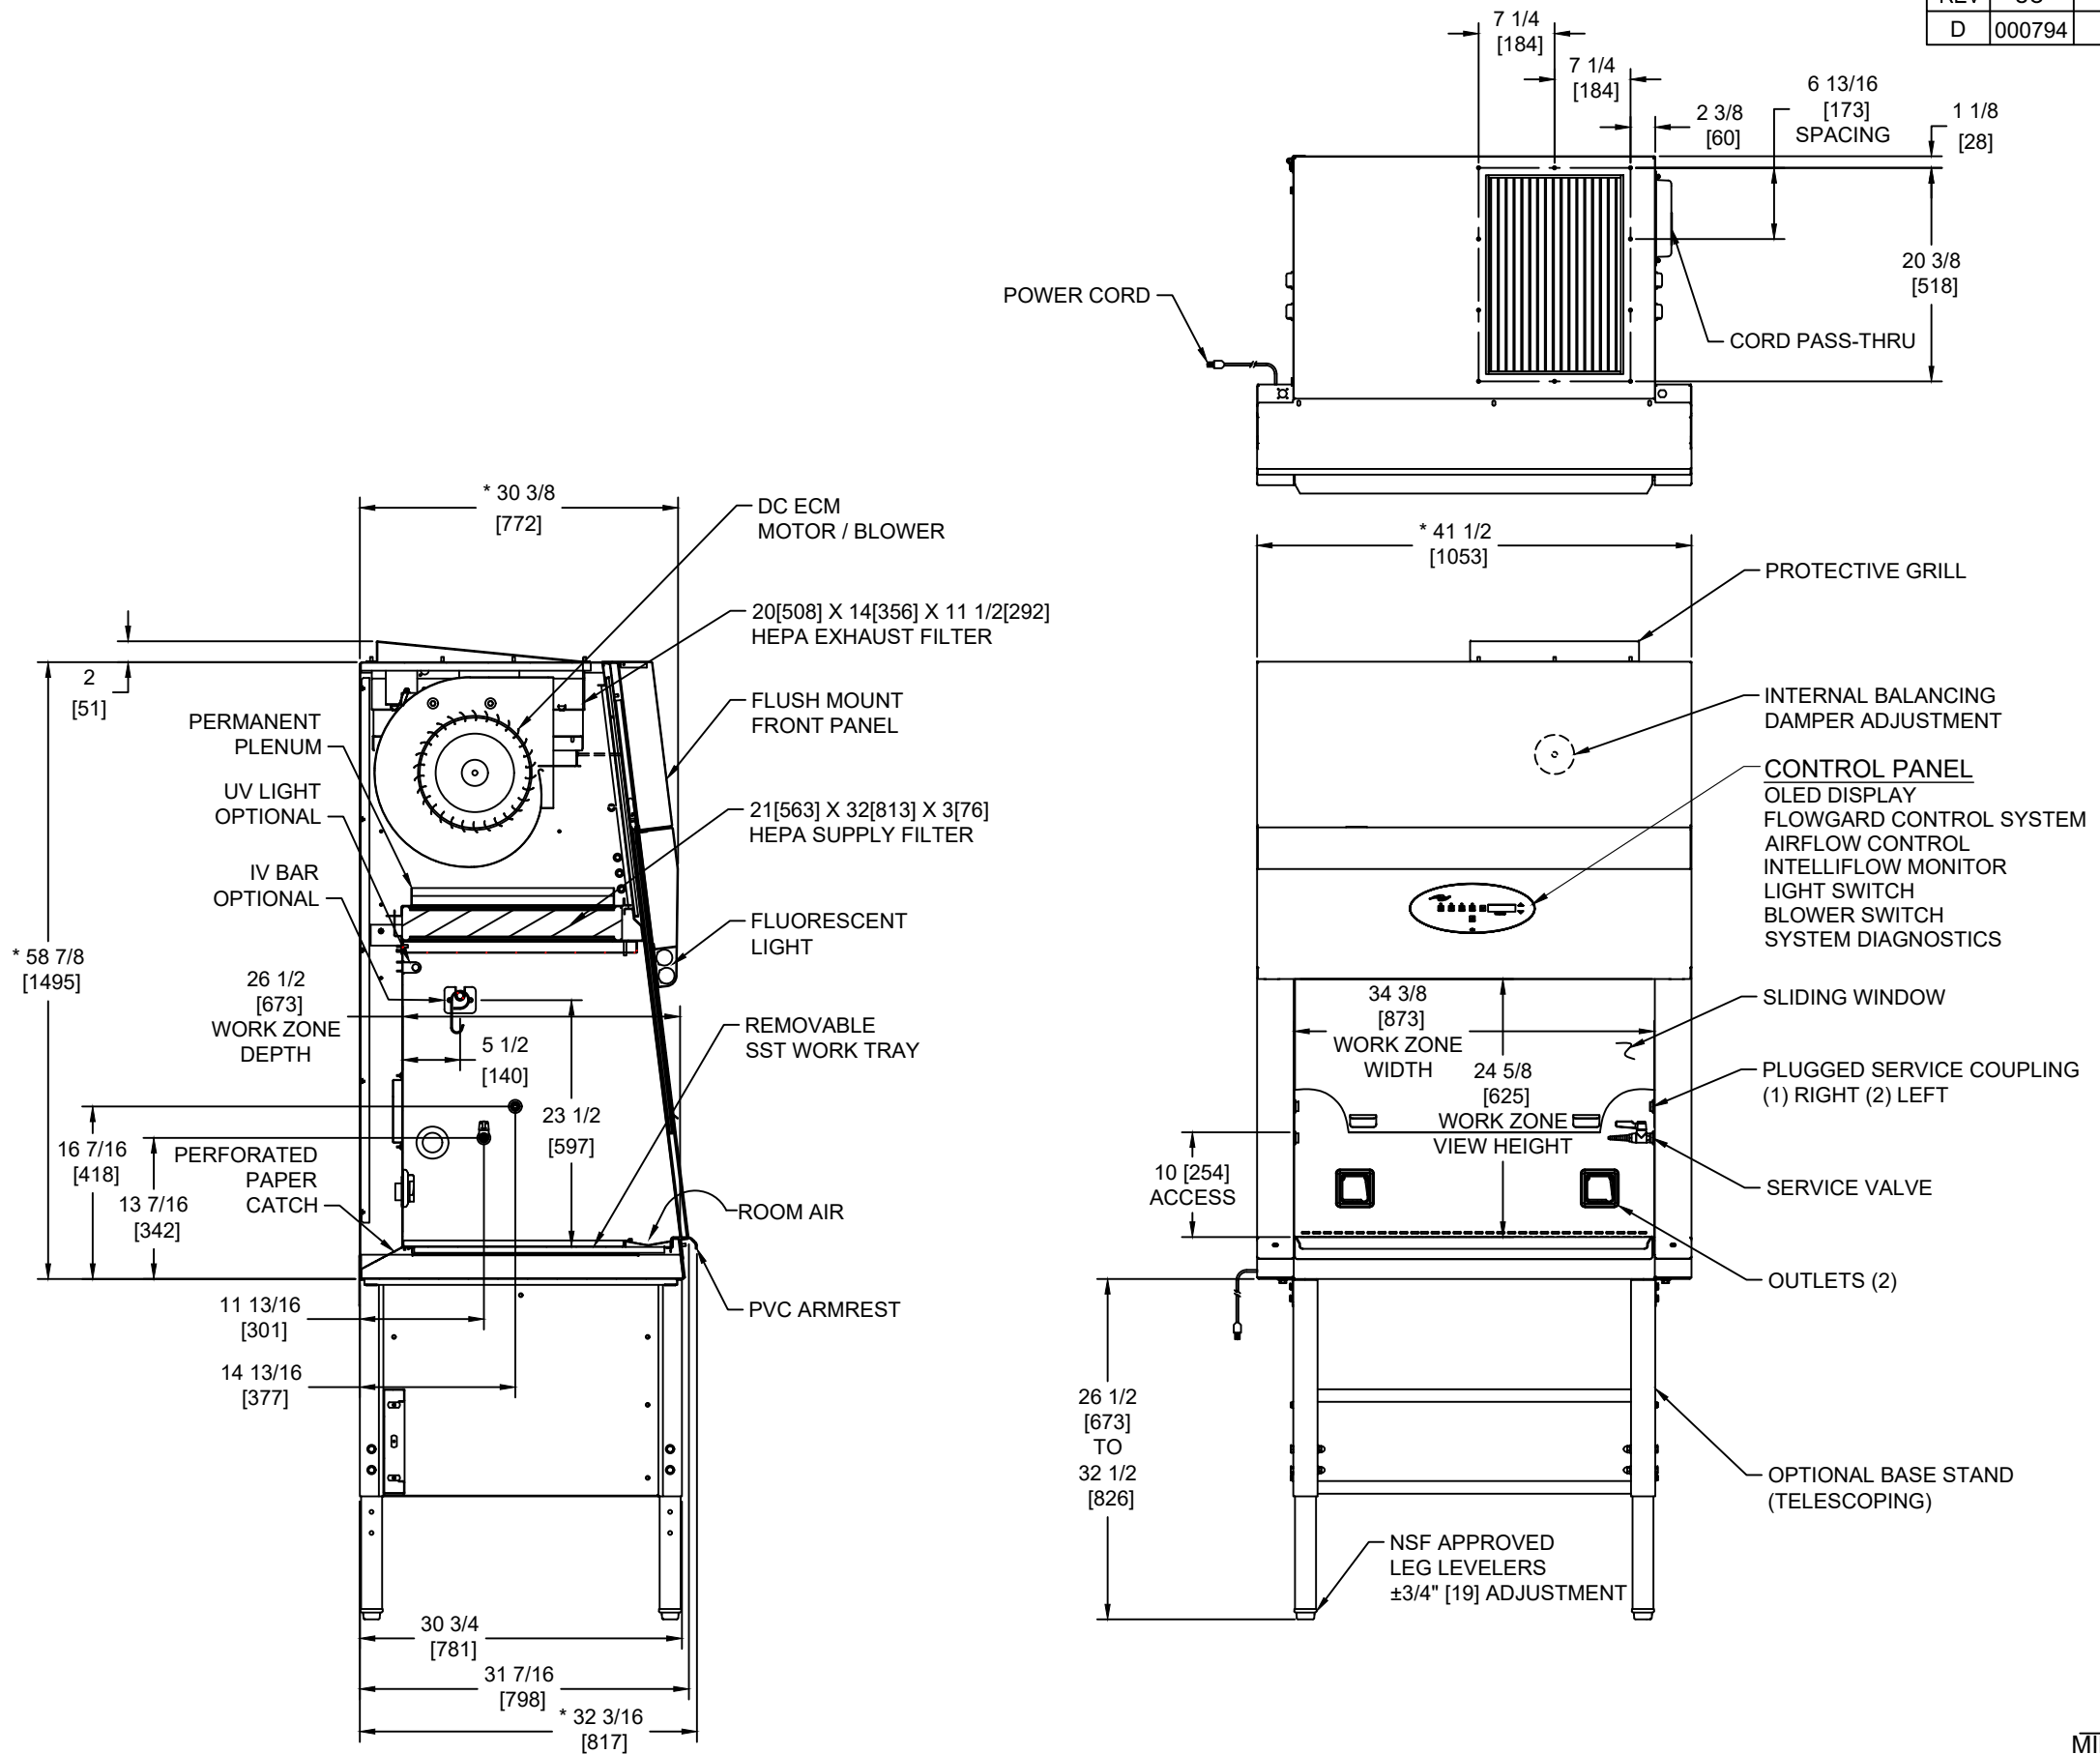 D 000794
7 1/4
[184]
7 1/4
[184]
2 3/8
[60]
6 13/16
[173]
SPACING
1 1/8
[28]
20 3/8
[518]
POWER CORD
CORD PASS-THRU
* 30 3/8
[772]
DC ECM
MOTOR / BLOWER
20[508] X 14[356] X 11 1/2[292]
HEPA EXHAUST FILTER
2
[51]
FLUSH MOUNT
FRONT PANEL
PERMANENT
PLENUM
UV LIGHT
OPTIONAL
21[563] X 32[813] X 3[76]
HEPA SUPPLY FILTER
IV BAR
OPTIONAL
FLUORESCENT
LIGHT
* 58 7/8
[1495]
26 1/2
[673]
WORK ZONE
DEPTH
5 1/2
[140]
REMOVABLE
SST WORK TRAY
23 1/2
[597]
16 7/16
[418]
13 7/16
[342]
PERFORATED
PAPER
CATCH
ROOM AIR
11 13/16
[301]
PVC ARMREST
14 13/16
[377]
30 3/4
[781]
31 7/16
[798]
* 32 3/16
[817]
* 41 1/2
[1053]
PROTECTIVE GRILL
INTERNAL BALANCING
DAMPER ADJUSTMENT
CONTROL PANEL
OLED DISPLAY
FLOWGARD CONTROL SYSTEM
AIRFLOW CONTROL
INTELLIFLOW MONITOR
LIGHT SWITCH
BLOWER SWITCH
SYSTEM DIAGNOSTICS
34 3/8
[873]
WORK ZONE
WIDTH
SLIDING WINDOW
24 5/8
[625]
WORK ZONE
VIEW HEIGHT
PLUGGED SERVICE COUPLING
(1) RIGHT (2) LEFT
10 [254]
ACCESS
SERVICE VALVE
OUTLETS (2)
26 1/2
[673]
TO
32 1/2
[826]
OPTIONAL BASE STAND
(TELESCOPING)
NSF APPROVED
LEG LEVELERS
±3/4" [19] ADJUSTMENT
MI